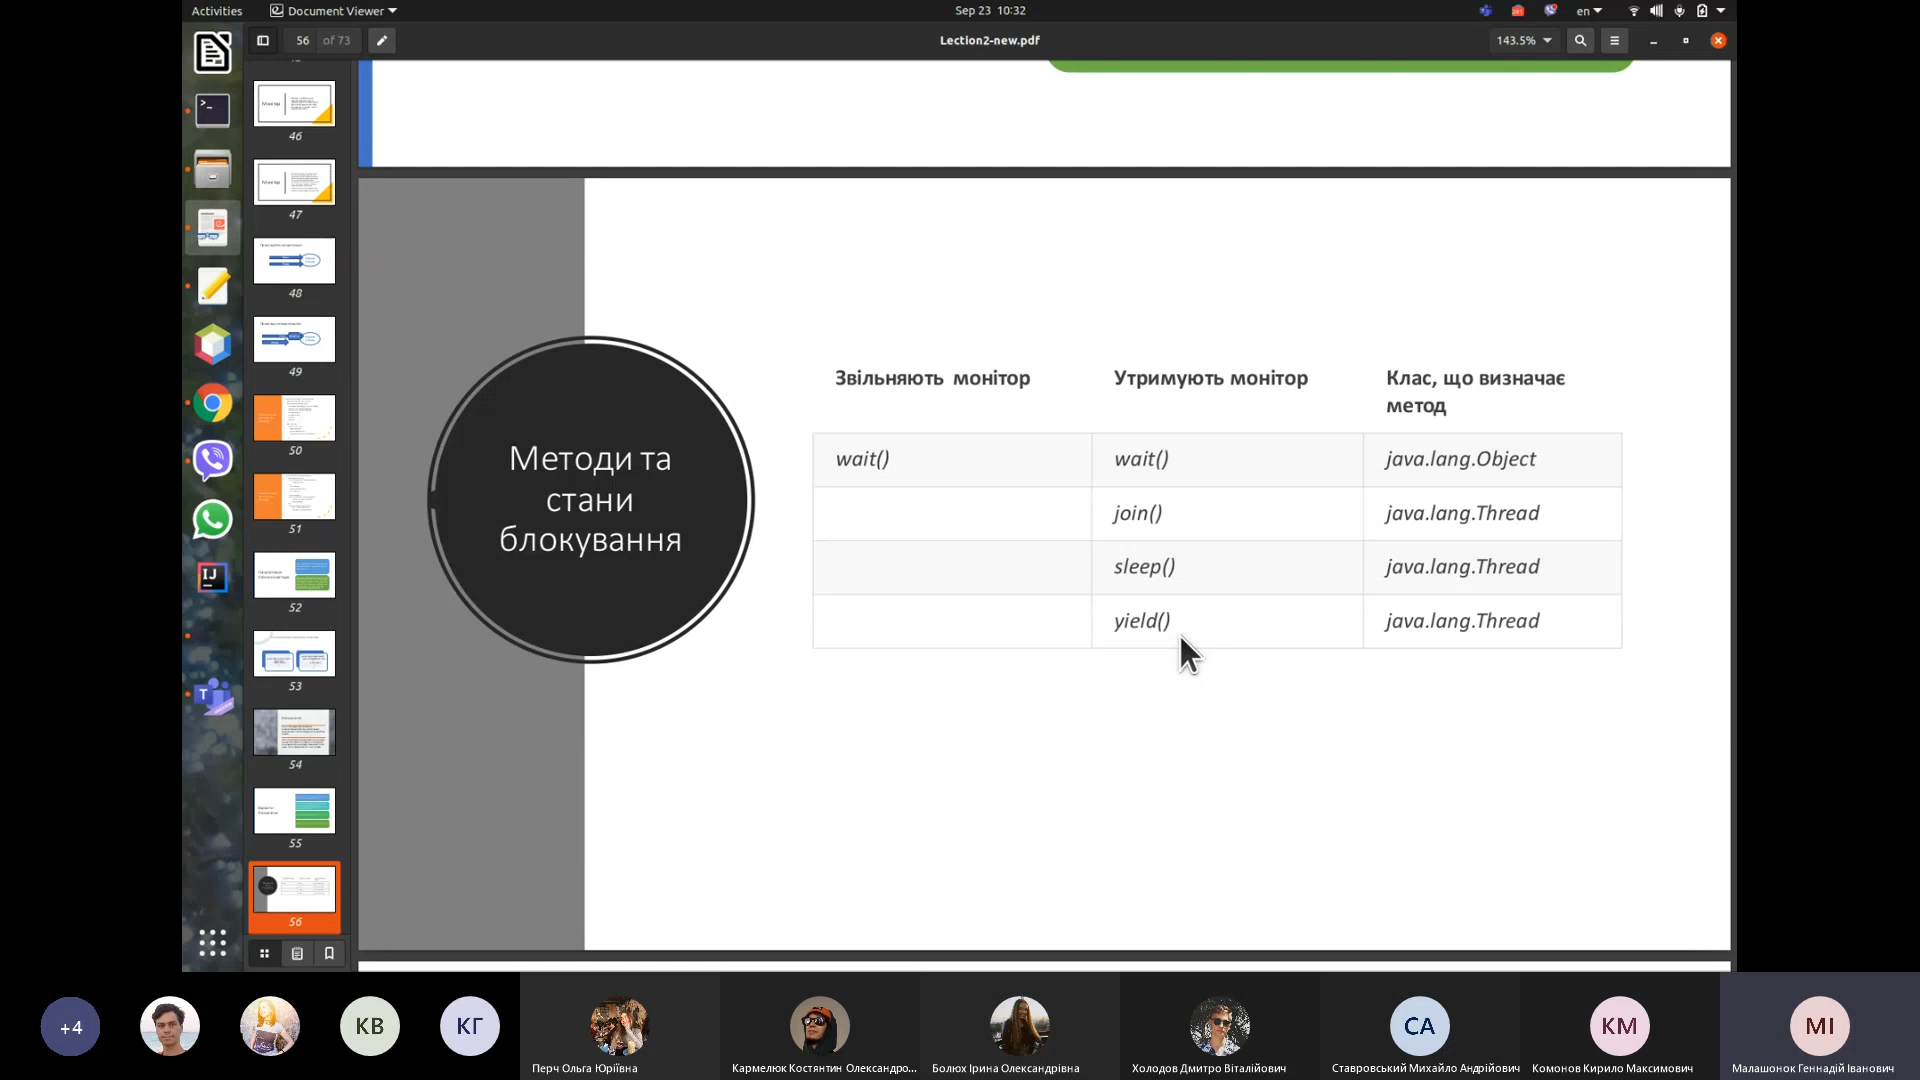 Activities
Document Viewer
Sep 23 10:32
en
56 of 73
Lection2-new.pdf
143.5%
46
47
48
49
50
51
52
53
54
55
56
Методи та
стани
блокування
Звільняють монітор
Утримують монітор
Клас, що визначає
метод
wait()
wait()
java.lang.Object
join()
java.lang.Thread
sleep()
java.lang.Thread
yield()
java.lang.Thread
+4
КВ
КГ
СА
КМ
МІ
Перч Ольга Юріївна
Кармелюк Костянтин Олександро...
Болюх Ірина Олександрівна
Холодов Дмитро Віталійович
Ставровський Михайло Андрійович
Комонов Кирило Максимович
Малашонок Геннадій Іванович